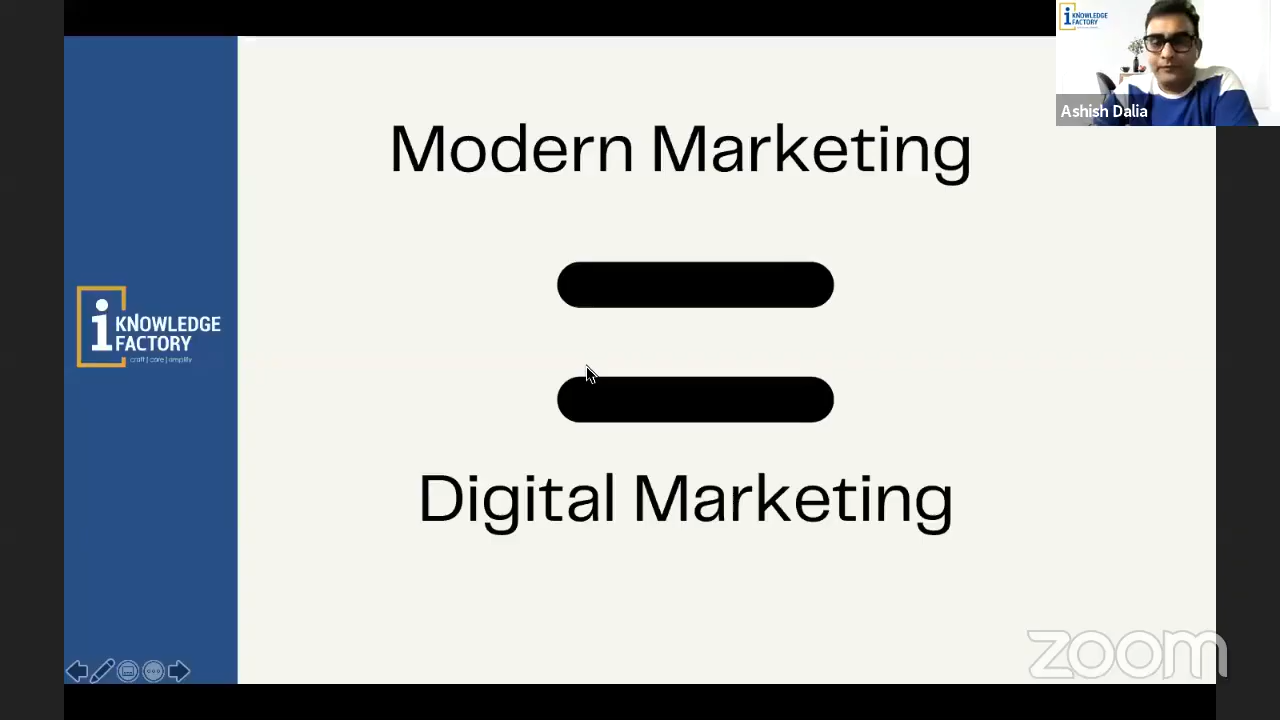 Modern Marketing
Digital Marketing
i KNOWLEDGE
FACTORY
craft | care | simplify
i KNOWLEDGE
FACTORY
Ashish Dalia
zoom